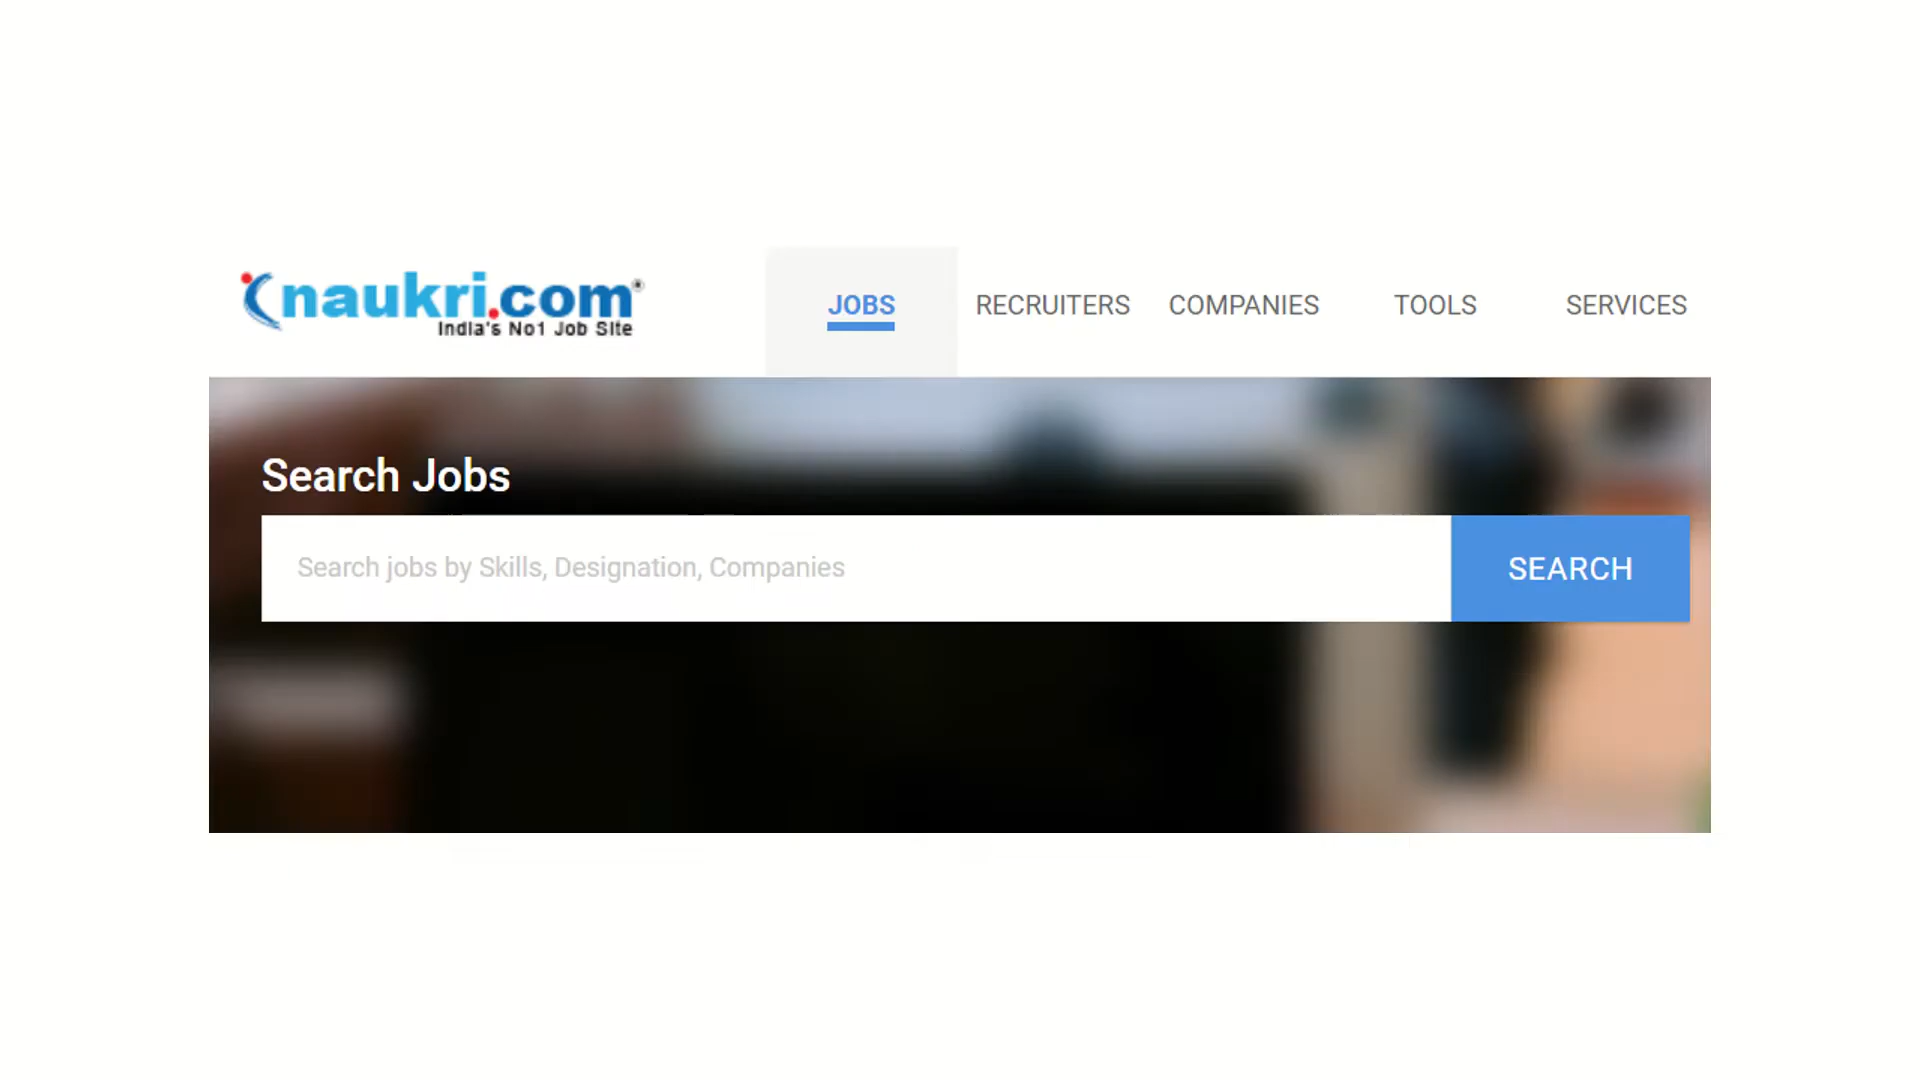 naukri.com
India's No1 Job Site
JOBS RECRUITERS COMPANIES TOOLS SERVICES
Search Jobs
Search jobs by Skills, Designation, Companies SEARCH